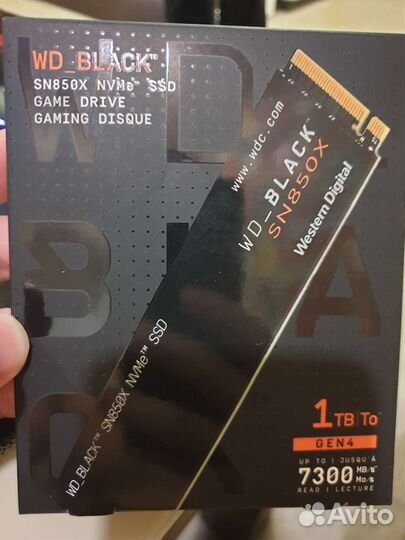 WD_BLACK™
SN850X NVMe™ SSD
GAME DRIVE
GAMING DISQUE
www.wdc.com
WD_BLACK
SN850X
Western Digital
WD_BLACK™ SN850X NVMe™ SSD
1TB|To
GEN4
UP TO | JUSQU'À
7300 MB/s Mo/s
READ | LECTURE
Avito